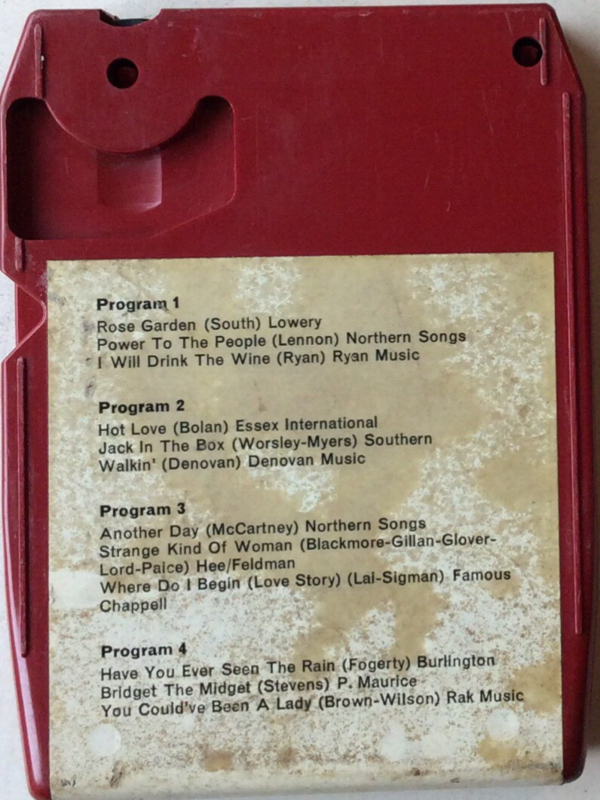 Program 1
Rose Garden (South) Lowery
Power To The People (Lennon) Northern Songs
I Will Drink The Wine (Ryan) Ryan Music
Program 2
Hot Love (Bolan) Essex International
Jack In The Box (Worsley-Myers) Southern
Walkin' (Denovan) Denovan Music
Program 3
Another Day (McCartney) Northern Songs
Strange Kind Of Woman (Blackmore-Gillan-Glover-
Lord-Paice) Hee/Feldman
Where Do I Begin (Love Story) (Lai-Sigman) Famous
Chappell
Program 4
Have You Ever Seen The Rain (Fogerty) Burlington
Bridget The Midget (Stevens) P. Maurice
You Could've Been A Lady (Brown-Wilson) Rak Music